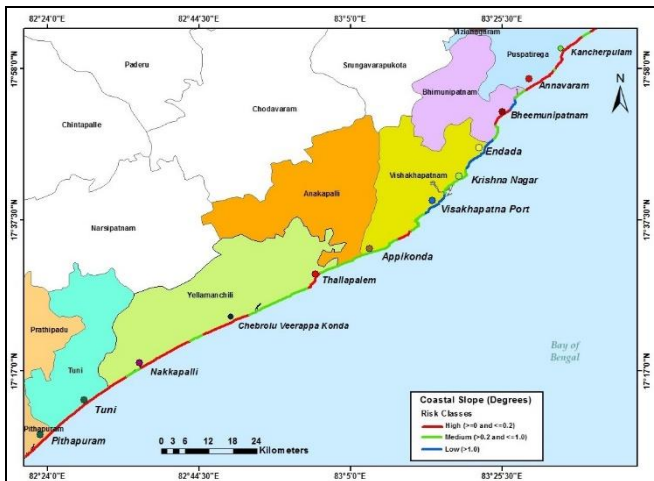 82°24'0"E 82°44'30"E 83°5'0"E 83°25'30"E
Vizianagaram
Kancherpulam
Paderu
Srungavarapukota
Puspatirega
17°58'0"N
17°58'0"N
Annavaram
N
Bhimunipatnam
Chodavaram
Bheemunipatnam
Chintapalle
Endada
Vishakhapatnam
Krishna Nagar
Anakapalli
Visakhapatna Port
17°37'30"N
17°37'30"N
Narsipatnam
Appikonda
Thallapalem
Yellamanchili
Chebrolu Veerappa Konda
Prathipadu
Bay of
Bengal
17°17'0"N
17°17'0"N
Nakkapalli
Tuni
Tuni
Coastal Slope (Degrees)
Risk Classes
High (>=0 and <=0.2)
Medium (>0.2 and <=1.0)
Low (>1.0)
Pithapuram
Pithapuram
0 3 6 12 18 24
Kilometers
82°24'0"E 82°44'30"E 83°5'0"E 83°25'30"E